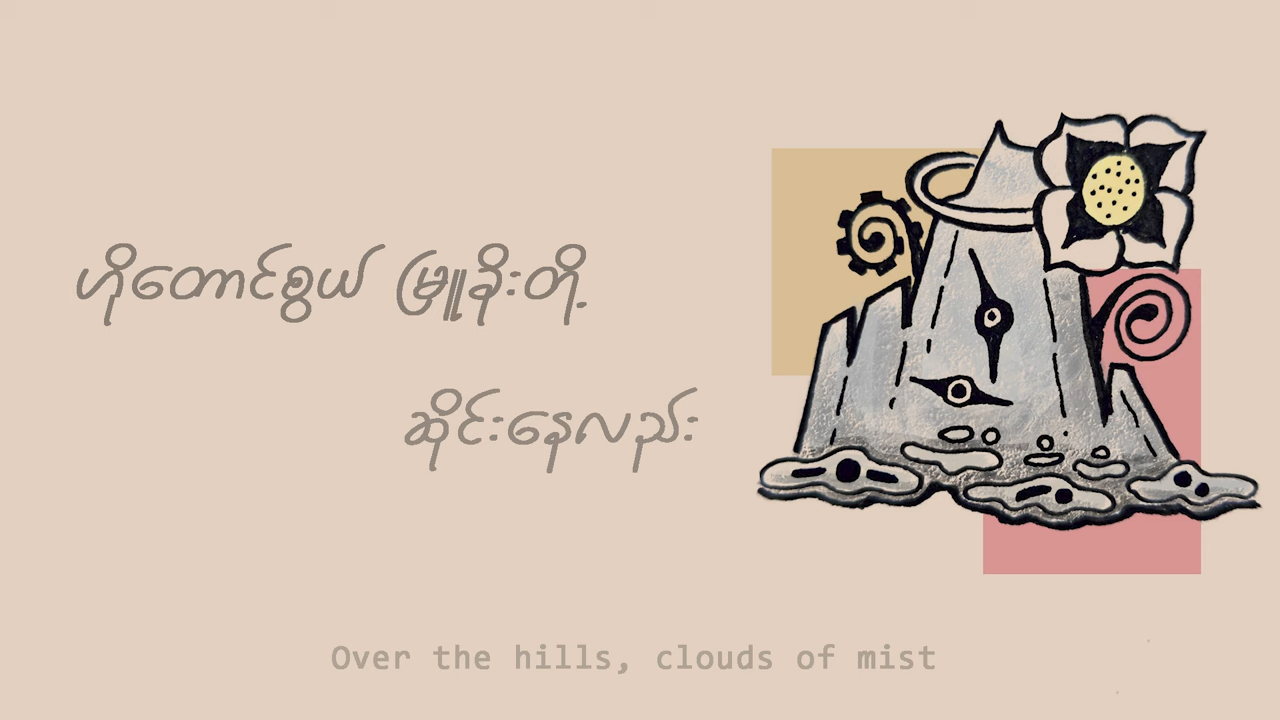 ဟိုတောင်စွယ် မြူခိုးတို့
ဆိုင်းနေလည်း
Over the hills, clouds of mist